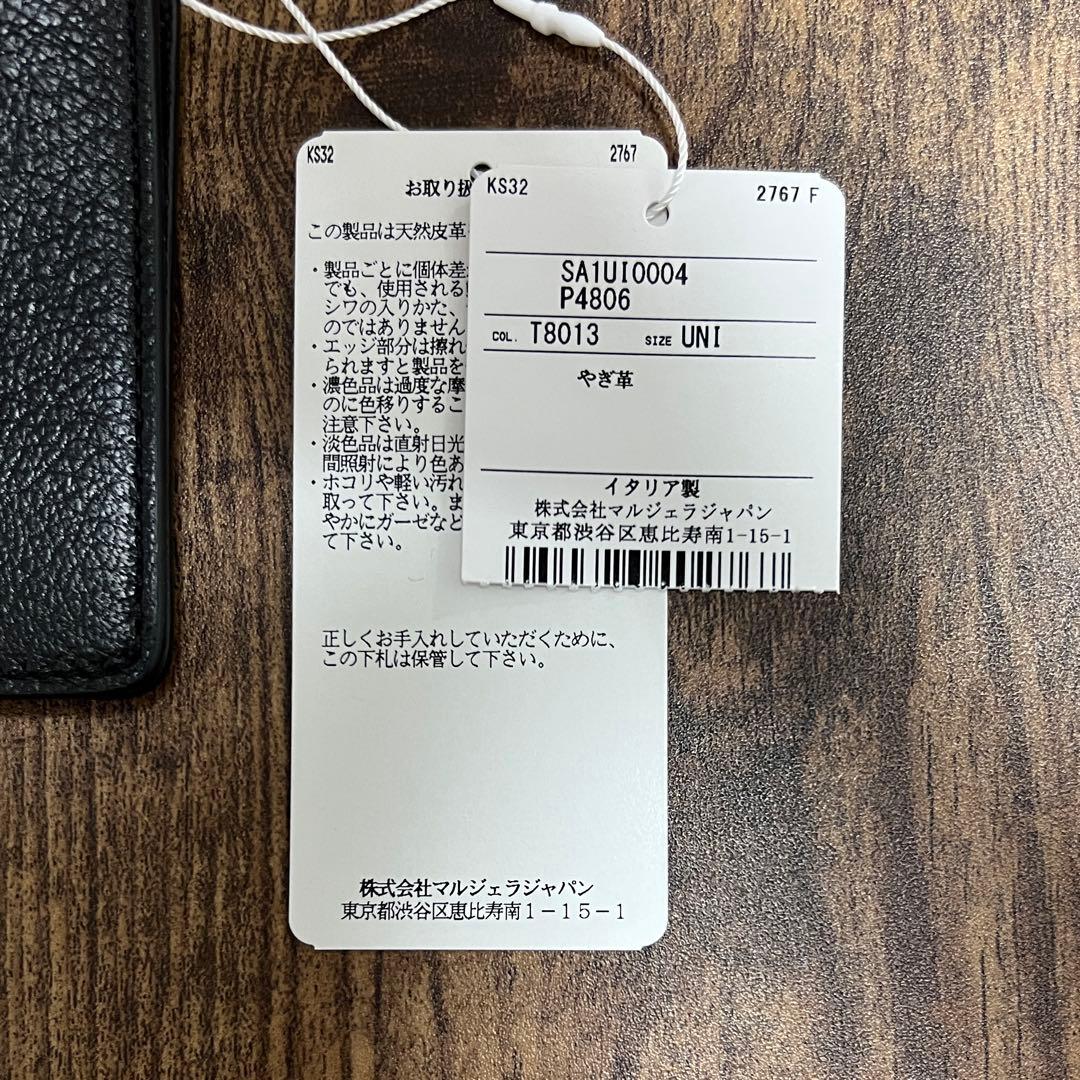 KS32 2767
お取り扱
この製品は天然皮革
・製品ごとに個体差
でも、使用される
シワの入りかた、
のではありません
・エッジ部分は擦れ
られますと製品を
・濃色品は過度な摩
のに色移りするこ
注意下さい。
・淡色品は直射日光
間照射により色あ
・ホコリや軽い汚れ
取って下さい。ま
やかにガーゼなど
て下さい。
正しくお手入れしていただくために、
この下札は保管して下さい。
株式会社マルジェラジャパン
東京都渋谷区恵比寿南1－15－1
KS32 2767 F
SA1UI0004
P4806
COL. T8013 SIZE UNI
やぎ革
イタリア製
株式会社マルジェラジャパン
東京都渋谷区恵比寿南1-15-1